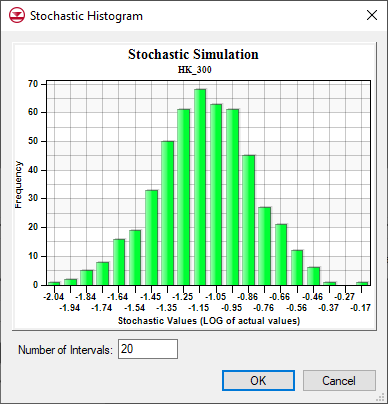 Stochastic Histogram
Stochastic Simulation
HK_300
70
60
50
40
30
20
10
0
Frequency
-2.04 -1.84 -1.64 -1.45 -1.25 -1.05 -0.86 -0.66 -0.46 -0.27
-1.94 -1.74 -1.54 -1.35 -1.15 -0.95 -0.76 -0.56 -0.37 -0.17
Stochastic Values (LOG of actual values)
Number of Intervals: 20
OK Cancel